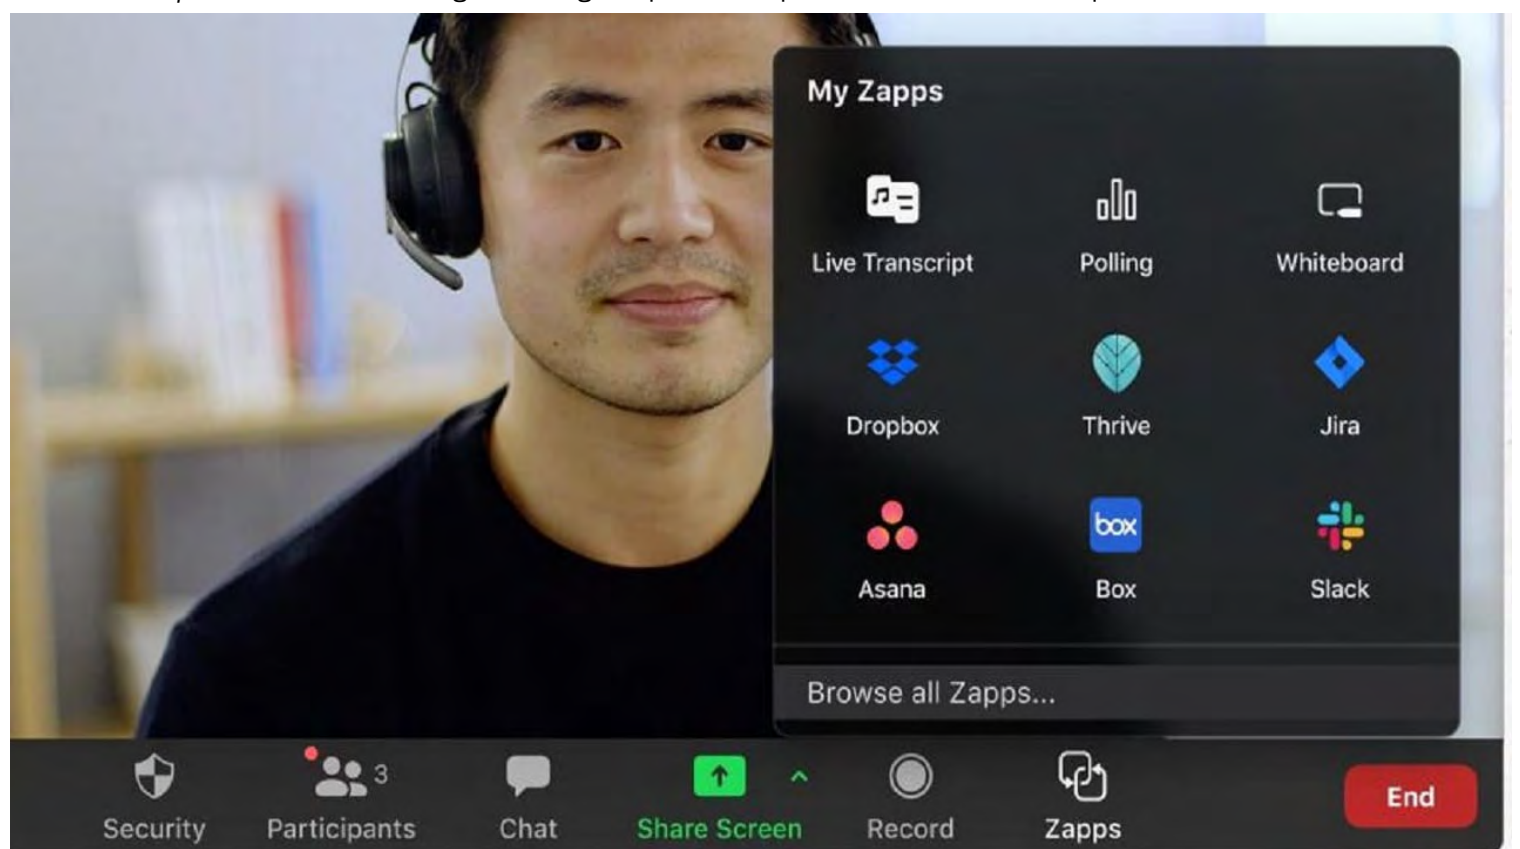 My Zapps
Live Transcript Polling Whiteboard
Dropbox Thrive Jira
box
Asana Box Slack
Browse all Zapps...
3
Security Participants Chat Share Screen Record Zapps End